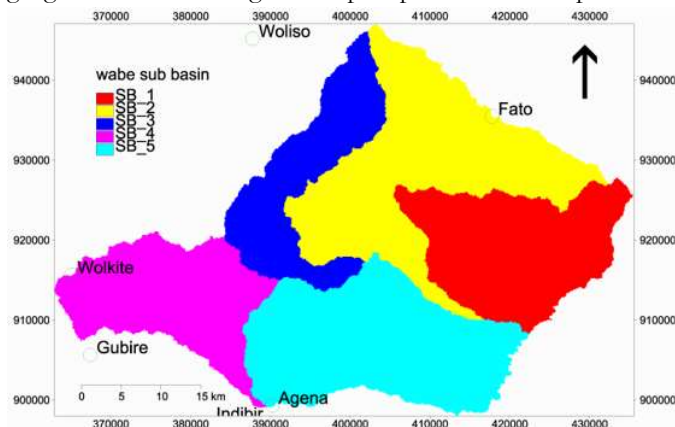 370000 380000 390000 400000 410000 420000 430000
Woliso
940000 940000
wabe sub basin
SB_1
SB_2
SB_3
SB_4
SB_5
Fato
930000 930000
920000 920000
Wolkite
910000 910000
Gubire
0 5 10 15 km
Agena
900000 900000
Indibir
370000 380000 390000 400000 410000 420000 430000